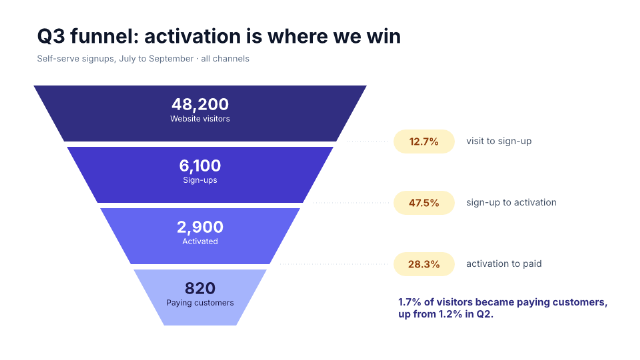 Q3 funnel: activation is where we win
Self-serve signups, July to September · all channels
48,200
Website visitors
12.7% visit to sign-up
6,100
Sign-ups
47.5% sign-up to activation
2,900
Activated
28.3% activation to paid
820
Paying customers
1.7% of visitors became paying customers,
up from 1.2% in Q2.